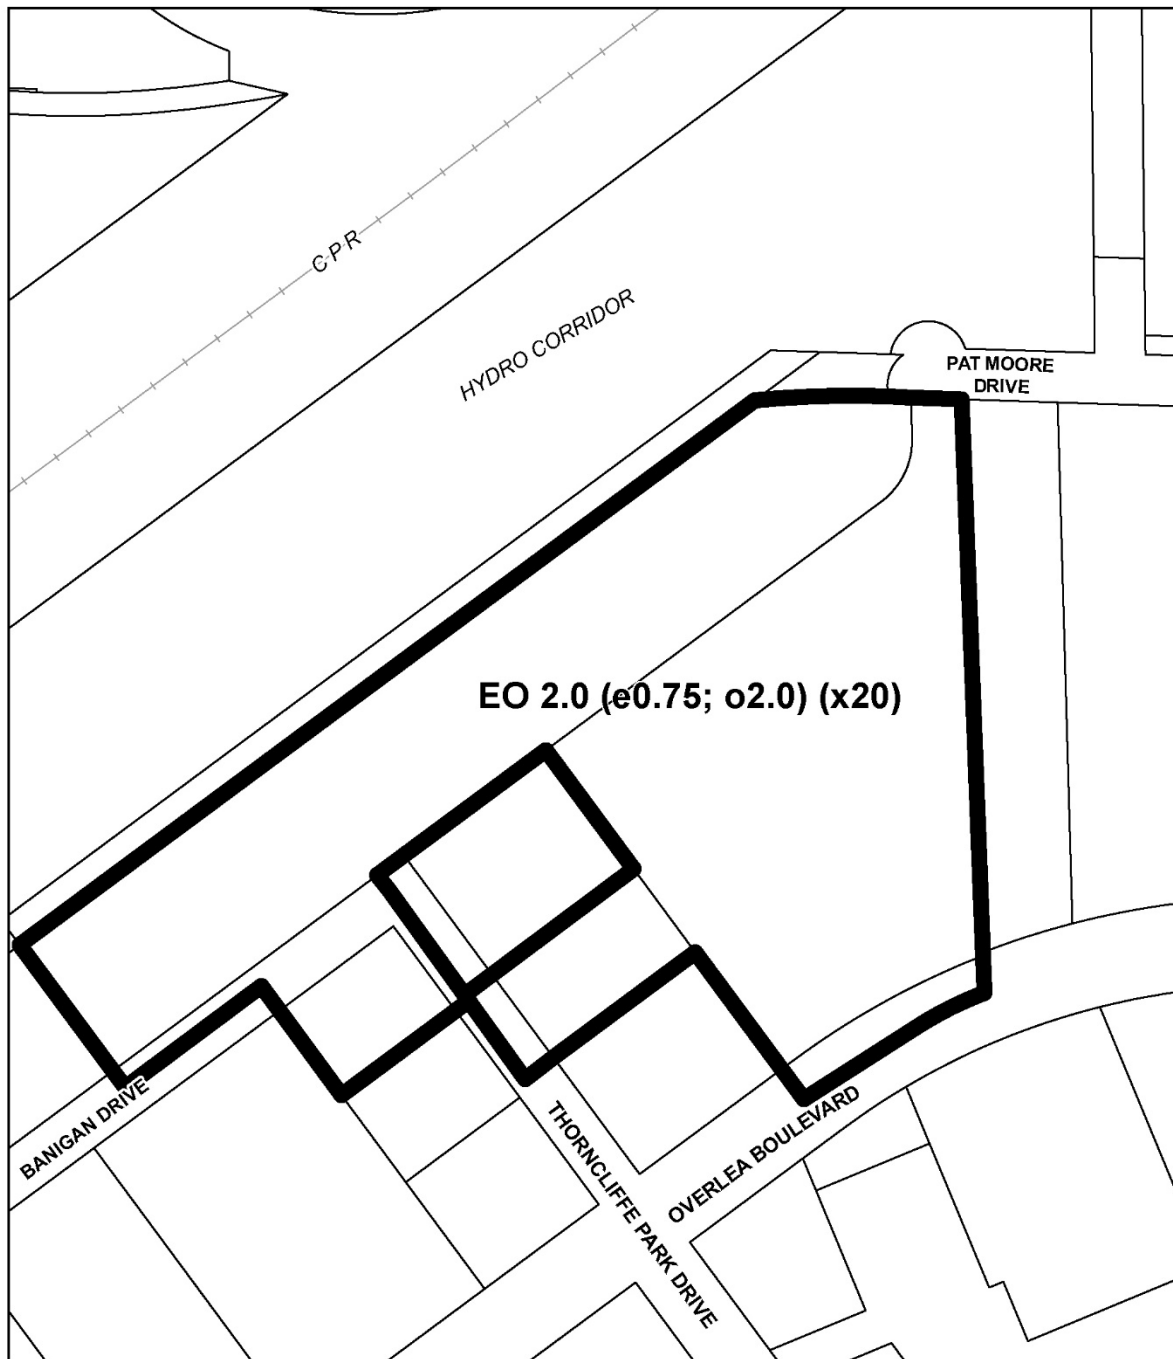 C-P-R
HYDRO CORRIDOR
PAT MOORE
DRIVE
EO 2.0 (e0.75; o2.0) (x20)
BANIGAN DRIVE
THORNCLIFFE PARK DRIVE
OVERLEA BOULEVARD